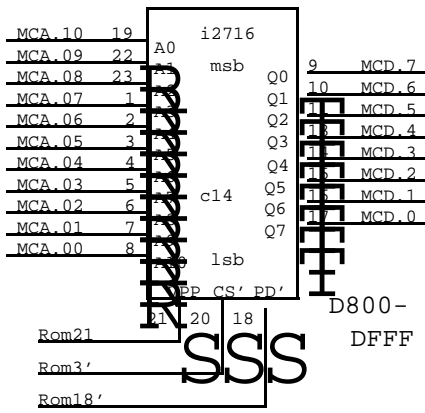 i2716
MCA.10 19 A0
MCA.09 22 A1 msb
MCA.08 23 Q0 9 MCD.7
MCA.07 1 Q1 10 MCD.6
MCA.06 2 Q2 MCD.5
MCA.05 3 Q3 MCD.4
MCA.04 4 Q4 MCD.3
MCA.03 5 c14 Q5 MCD.2
MCA.02 6 Q6 MCD.1
MCA.01 7 Q7 17 MCD.0
MCA.00 8 lsb
PP CS' PD'
21 20 18
D800-
DFFF
Rom21
SSS
Rom3'
Rom18'